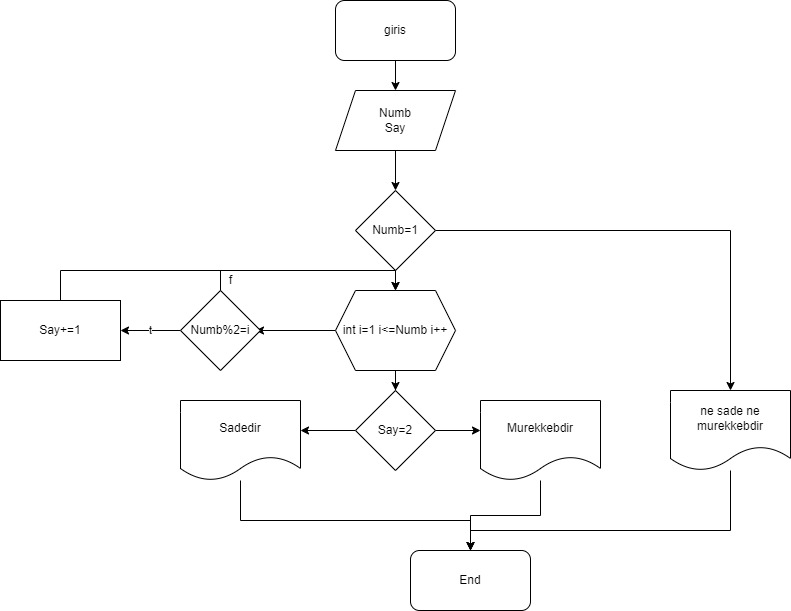 giris
Numb
Say
Numb=1
f
Say+=1
t
Numb%2=i
int i=1 i<=Numb i++
ne sade ne
murekkebdir
Sadedir
Say=2
Murekkebdir
End